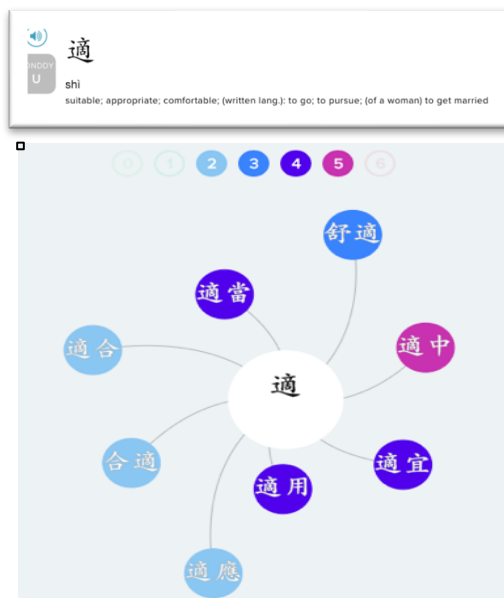 適
ONDDY
U
shì
suitable; appropriate; comfortable; (written lang.): to go; to pursue; (of a woman) to get married
0 1 2 3 4 5 6
舒適
適當
適合
適中
適
合適
適宜
適用
適應